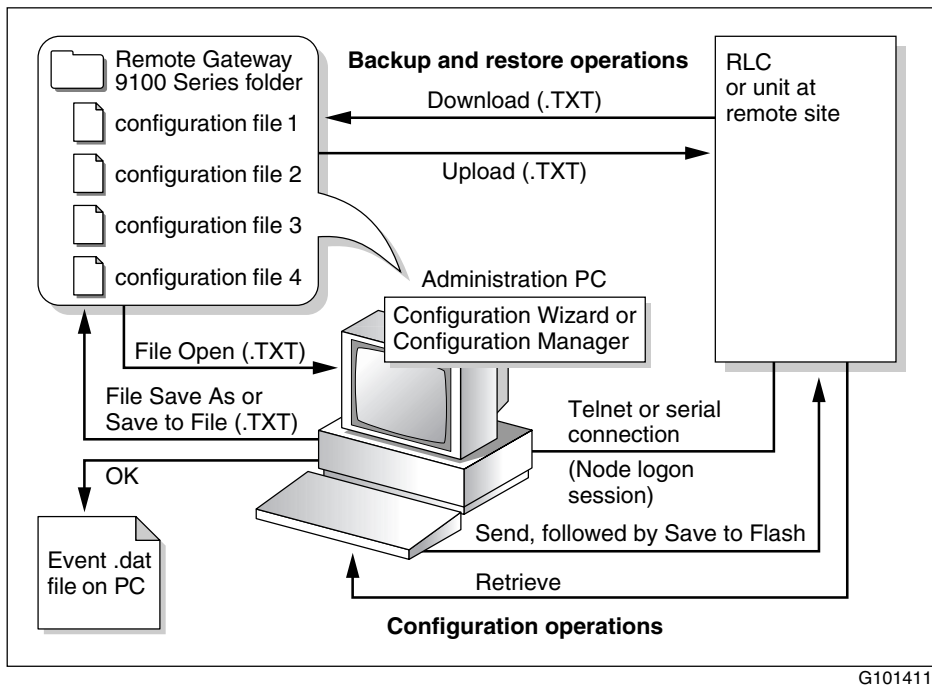 Remote Gateway
9100 Series folder
configuration file 1
configuration file 2
configuration file 3
configuration file 4
Backup and restore operations
Download (.TXT)
Upload (.TXT)
RLC
or unit at
remote site
Administration PC
Configuration Wizard or
Configuration Manager
File Open (.TXT)
File Save As or
Save to File (.TXT)
OK
Event .dat
file on PC
Telnet or serial
connection
(Node logon
session)
Send, followed by Save to Flash
Retrieve
Configuration operations
G101411